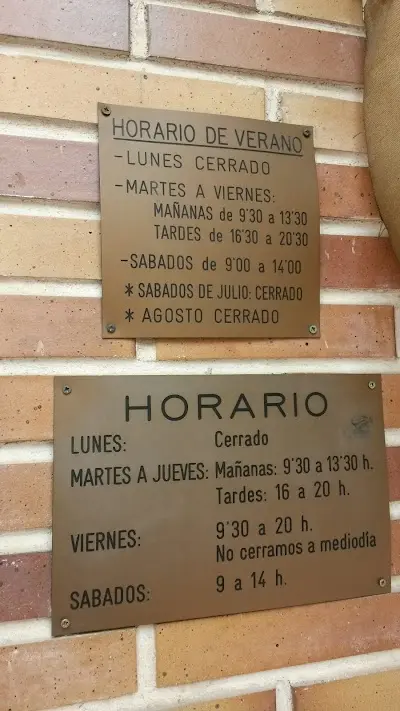 HORARIO DE VERANO
-LUNES CERRADO
-MARTES A VIERNES:
MAÑANAS de 9'30 a 13'30
TARDES de 16'30 a 20'30
-SABADOS de 9'00 a 14'00
* SABADOS DE JULIO: CERRADO
* AGOSTO CERRADO
HORARIO
LUNES: Cerrado
MARTES A JUEVES: Mañanas: 9'30 a 13'30 h.
Tardes: 16 a 20 h.
VIERNES: 9'30 a 20 h.
No cerramos a mediodía
SABADOS: 9 a 14 h.